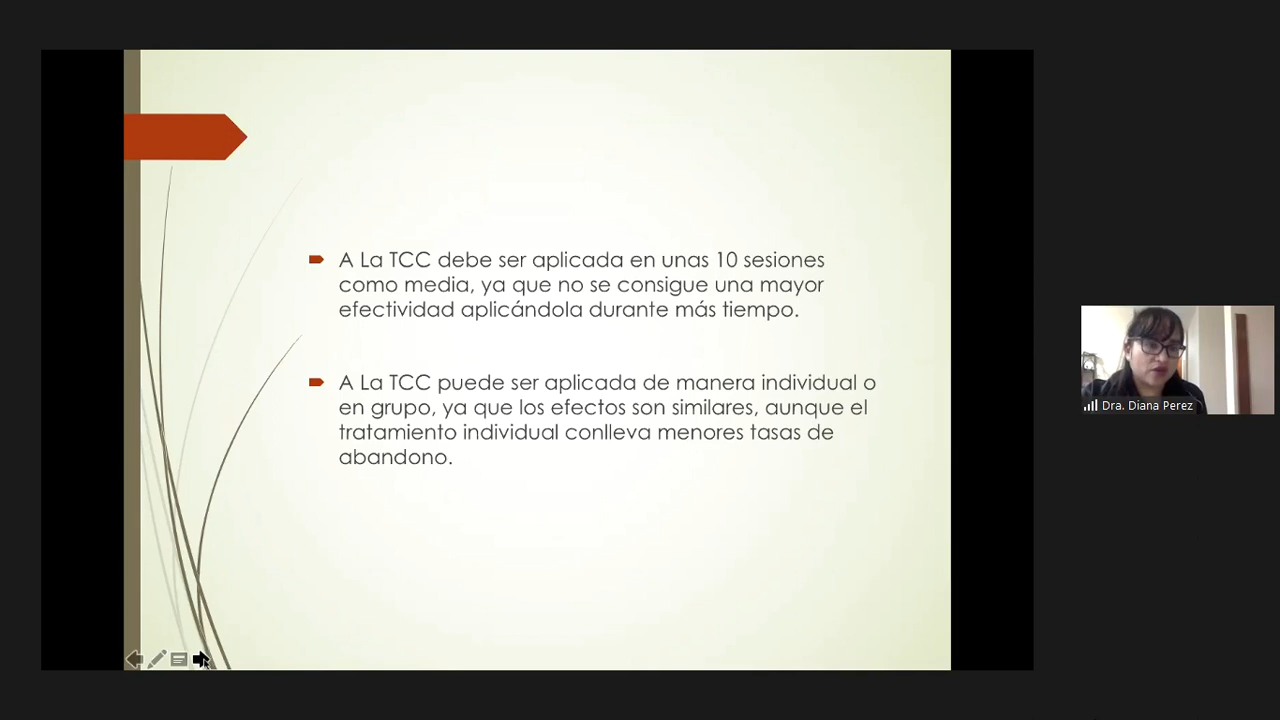 A La TCC debe ser aplicada en unas 10 sesiones
como media, ya que no se consigue una mayor
efectividad aplicándola durante más tiempo.
A La TCC puede ser aplicada de manera individual o
en grupo, ya que los efectos son similares, aunque el
tratamiento individual conlleva menores tasas de
abandono.
Dra. Diana Perez